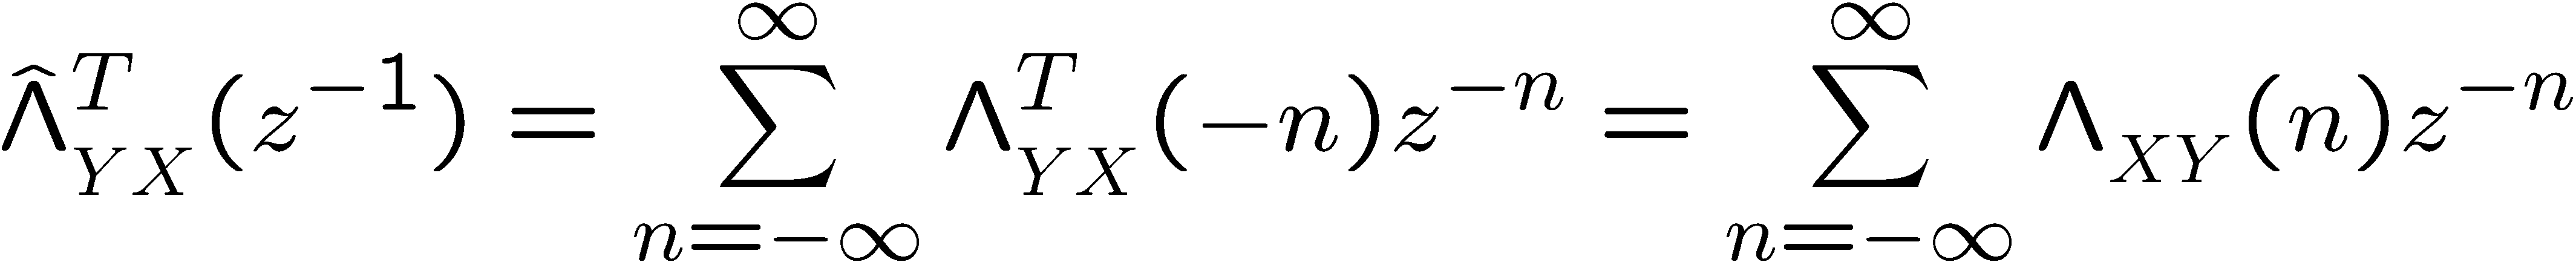 $\hat{\Lambda}_{YX}^{T}(z^{-1}) = \sum_{n=-\infty}^{\infty} \Lambda_{YX}^{T}(-n) z^{-n} = \sum_{n=-\infty}^{\infty} \Lambda_{XY}(n) z^{-n}$